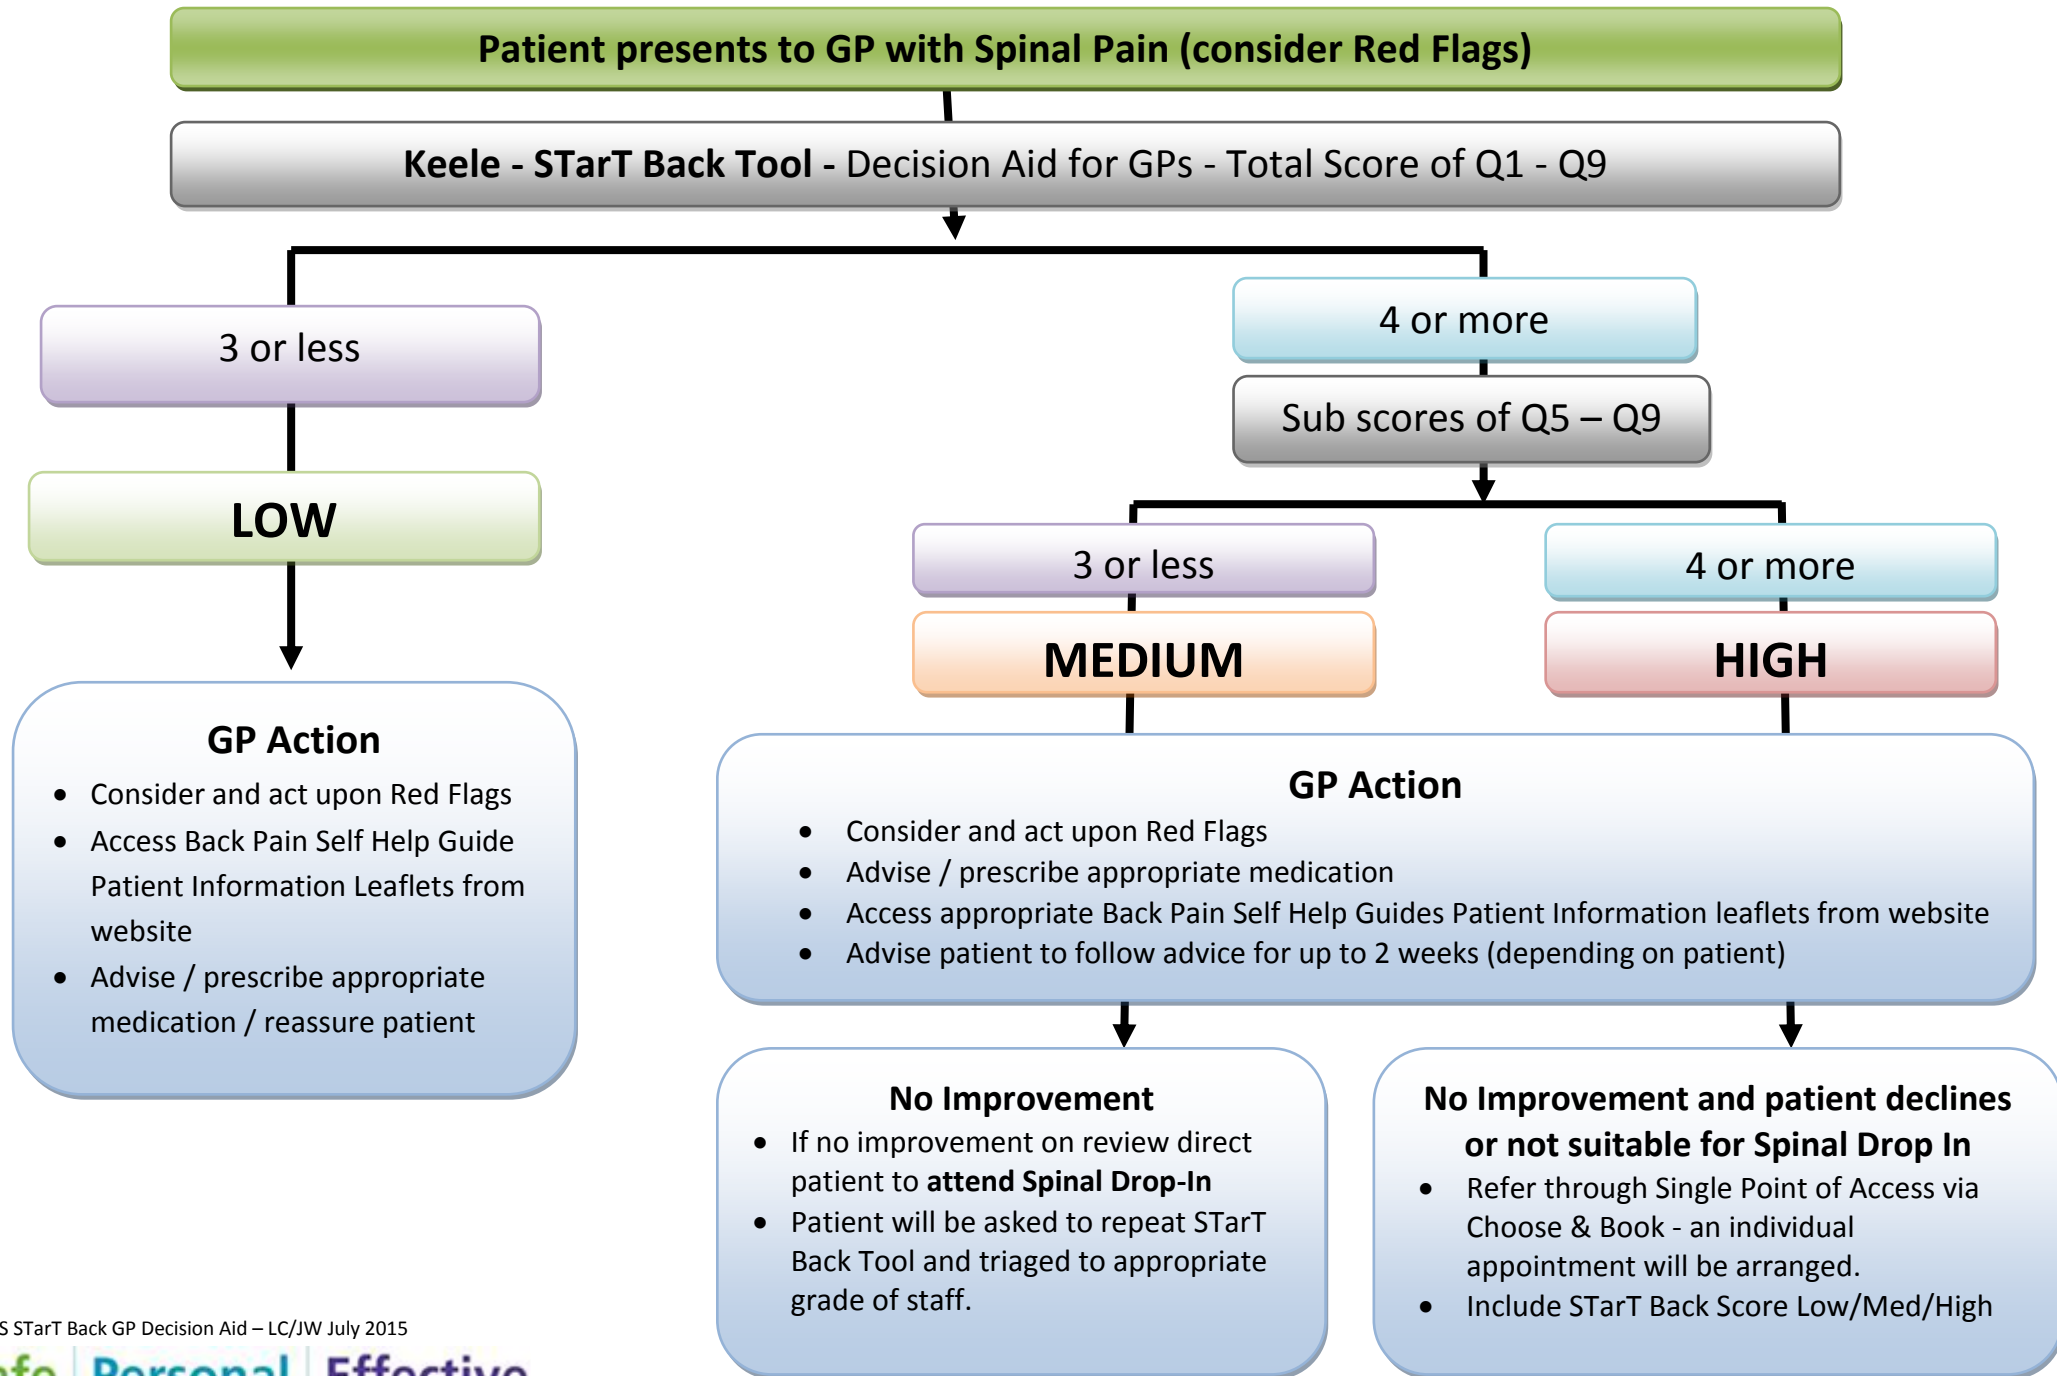 Patient presents to GP with Spinal Pain (consider Red Flags)
Keele - STarT Back Tool - Decision Aid for GPs - Total Score of Q1 - Q9
3 or less
LOW
GP Action
• Consider and act upon Red Flags
• Access Back Pain Self Help Guide
Patient Information Leaflets from
website
• Advise / prescribe appropriate
medication / reassure patient
4 or more
Sub scores of Q5 – Q9
3 or less
MEDIUM
4 or more
HIGH
GP Action
• Consider and act upon Red Flags
• Advise / prescribe appropriate medication
• Access appropriate Back Pain Self Help Guides Patient Information leaflets from website
• Advise patient to follow advice for up to 2 weeks (depending on patient)
No Improvement
• If no improvement on review direct
patient to attend Spinal Drop-In
• Patient will be asked to repeat STarT
Back Tool and triaged to appropriate
grade of staff.
No Improvement and patient declines
or not suitable for Spinal Drop In
• Refer through Single Point of Access via
Choose & Book - an individual
appointment will be arranged.
• Include STarT Back Score Low/Med/High
STarT Back GP Decision Aid – LC/JW July 2015
Personal Effective